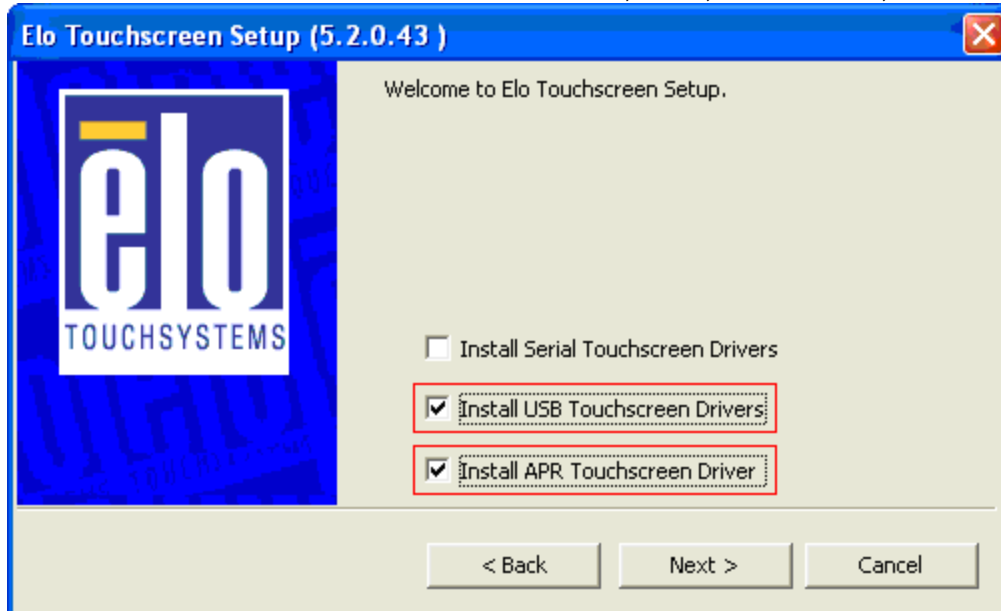 Elo Touchscreen Setup (5.2.0.43 )
Welcome to Elo Touchscreen Setup.
ēlo
TOUCHSYSTEMS
Install Serial Touchscreen Drivers
Install USB Touchscreen Drivers
Install APR Touchscreen Driver
< Back
Next >
Cancel